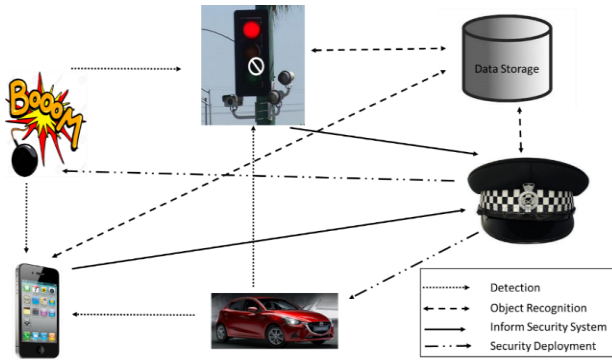 BOOOM
Data Storage
Detection
Object Recognition
Inform Security System
Security Deployment